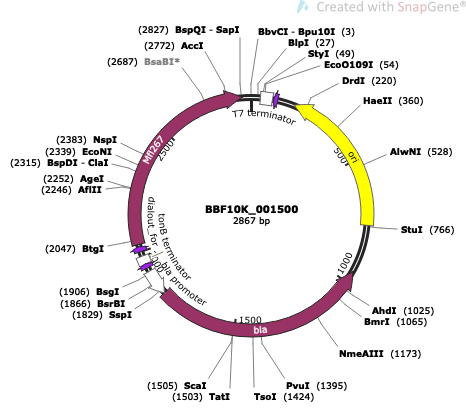 Created with SnapGene®
(2827) BspQI - SapI
(2772) AccI
(2687) BsaBI*
BbvCI - Bpu10I (3)
BlpI (27)
StyI (49)
EcoO109I (54)
DrdI (220)
HaeII (360)
AlwNI (528)
StuI (766)
AhdI (1025)
BmrI (1065)
NmeAIII (1173)
PvuI (1395)
TsoI (1424)
(1503) TatI
(1505) ScaI
(1829) SspI
(1866) BsrBI
(1906) BsgI
(2047) BtgI
(2246) AflII
(2252) AgeI
(2315) BspDI - ClaI
(2339) EcoNI
(2383) NspI
T7 terminator
ori
bla
bla promoter
tonB terminator
Mfl267
500
1000
1500
2500
BBF10K_001500
2867 bp